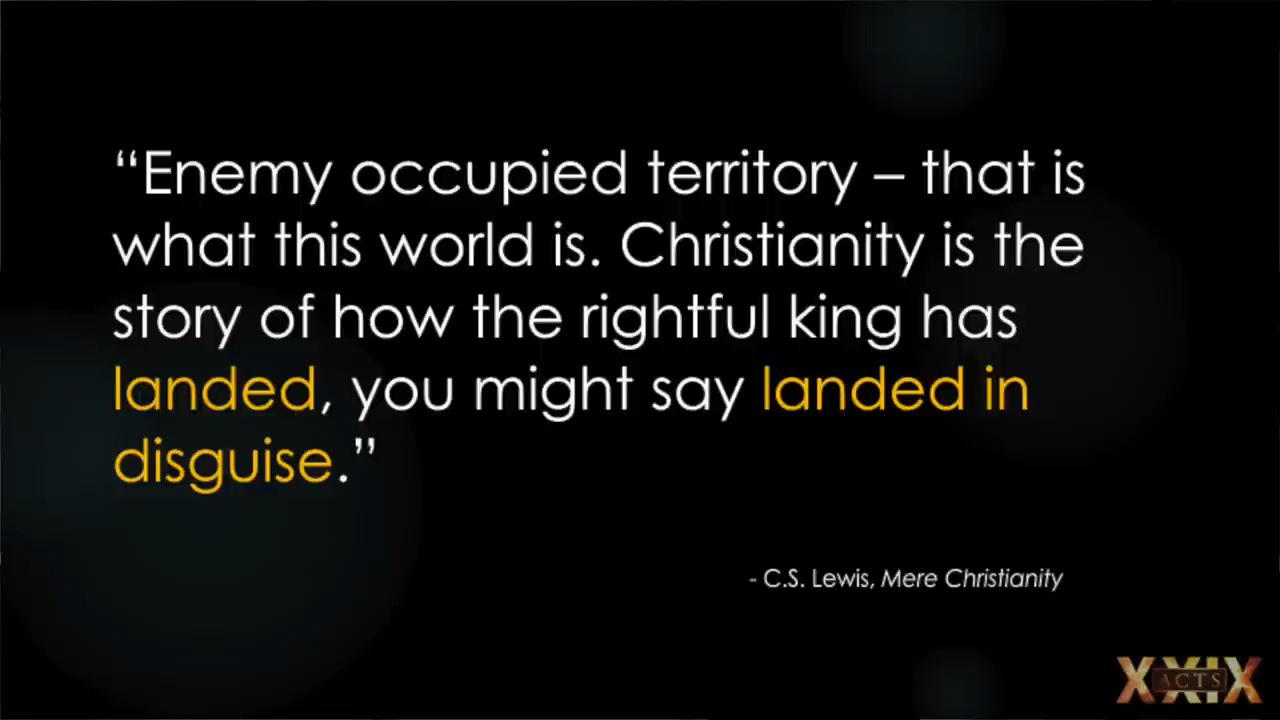 “Enemy occupied territory – that is
what this world is. Christianity is the
story of how the rightful king has
landed, you might say landed in
disguise.”
- C.S. Lewis, Mere Christianity
XXIX
ACTS